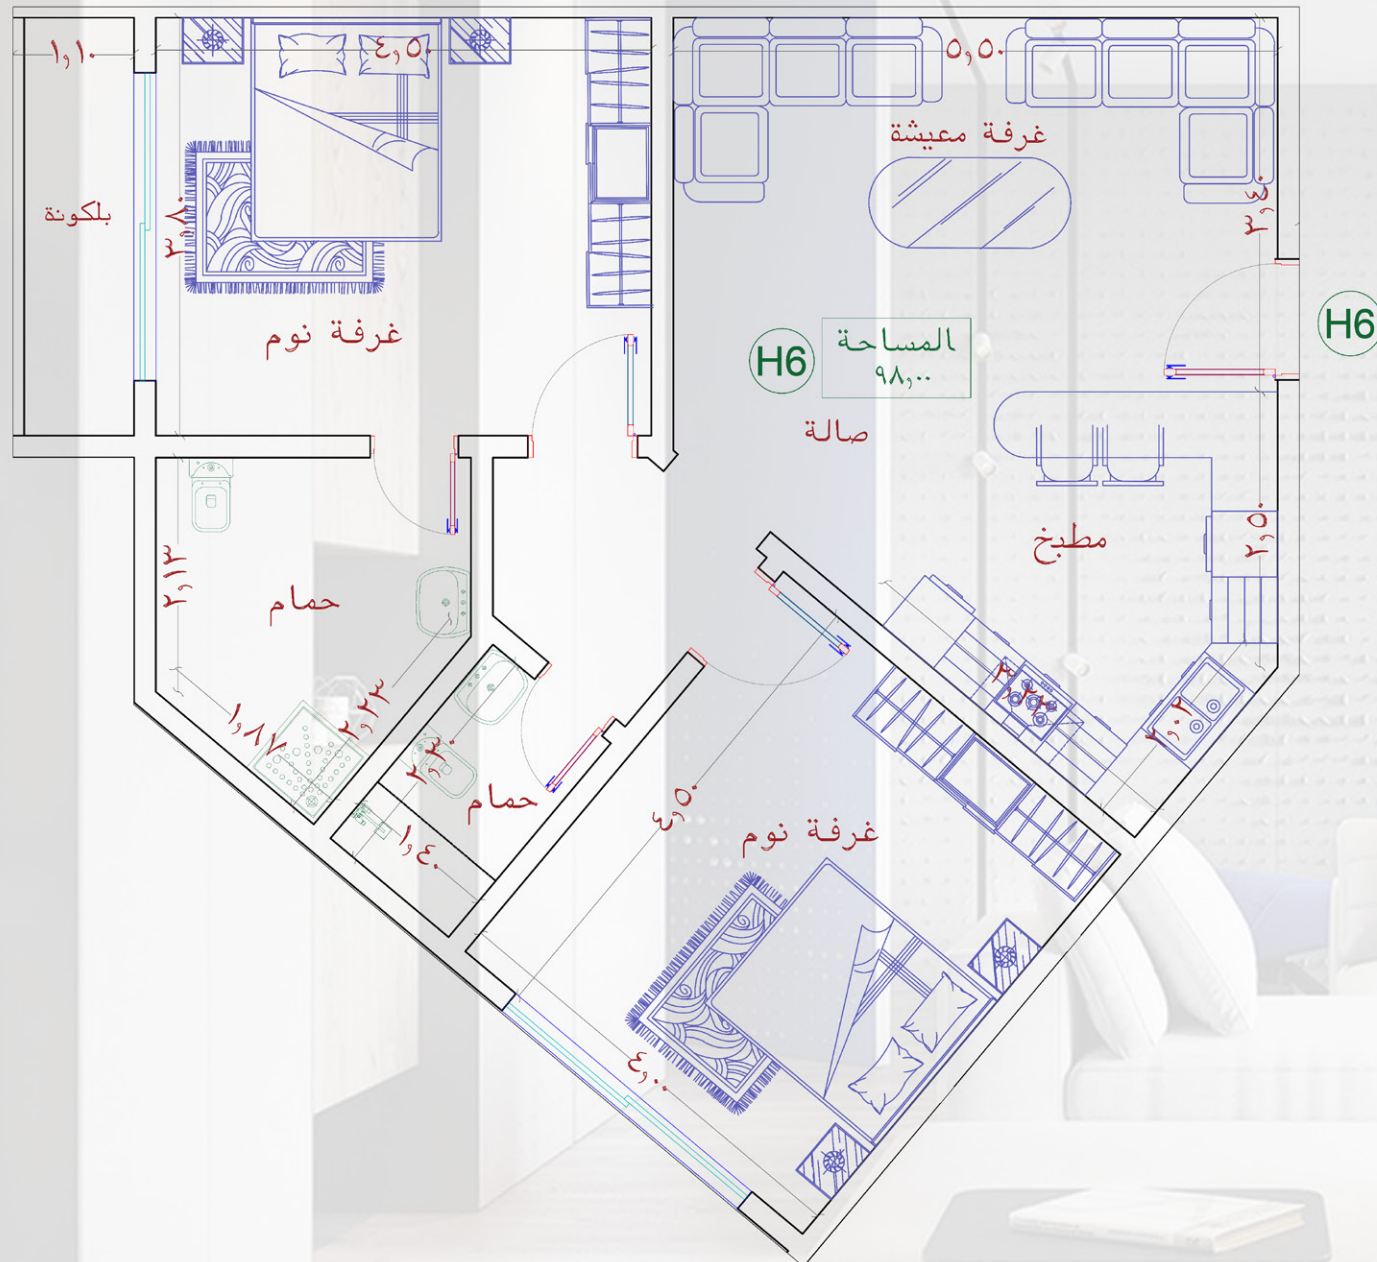 ١,١٠
٤,٥٠
٥,٥٠
غرفة معيشة
٣,٤٠
بلكونة
٣,٨٠
غرفة نوم
H6
المساحة
٩٨,٠٠
H6
صالة
مطبخ
٢,٥٠
٢,١٣
حمام
٢,٢٣
١,٨٧
٢,٣٠
حمام
١,٤٠
٢,٠٢
٤,٥٠
غرفة نوم
٤,٠٠